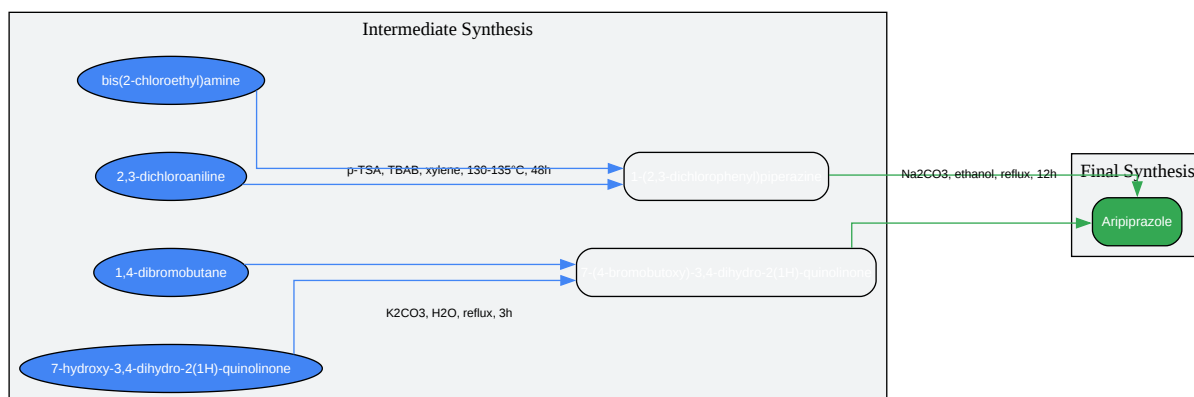 Intermediate Synthesis
bis(2-chloroethyl)amine
2,3-dichloroaniline
p-TSA, TBAB, xylene, 130-135°C, 48h
1-(2,3-dichlorophenyl)piperazine
Na2CO3, ethanol, reflux, 12h
Final Synthesis
Aripiprazole
1,4-dibromobutane
7-(4-bromobutoxy)-3,4-dihydro-2(1H)-quinolinone
K2CO3, H2O, reflux, 3h
7-hydroxy-3,4-dihydro-2(1H)-quinolinone